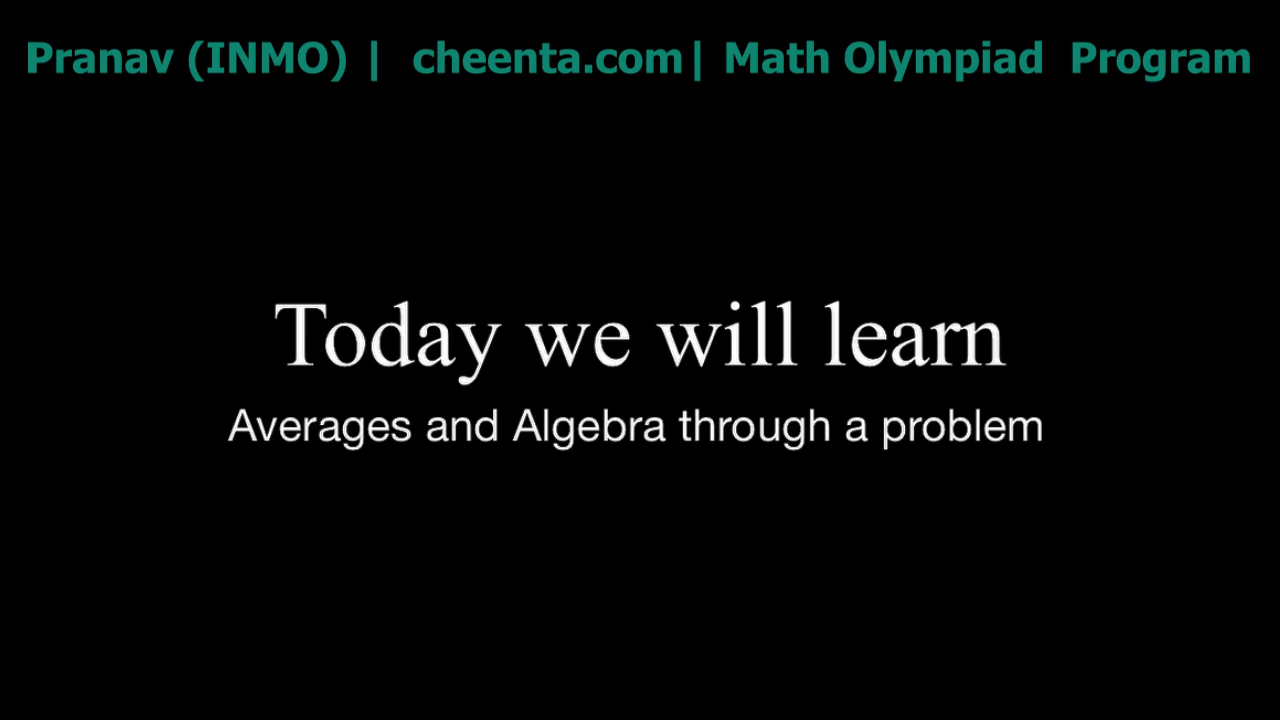 Pranav (INMO) | cheenta.com| Math Olympiad Program
Today we will learn
Averages and Algebra through a problem